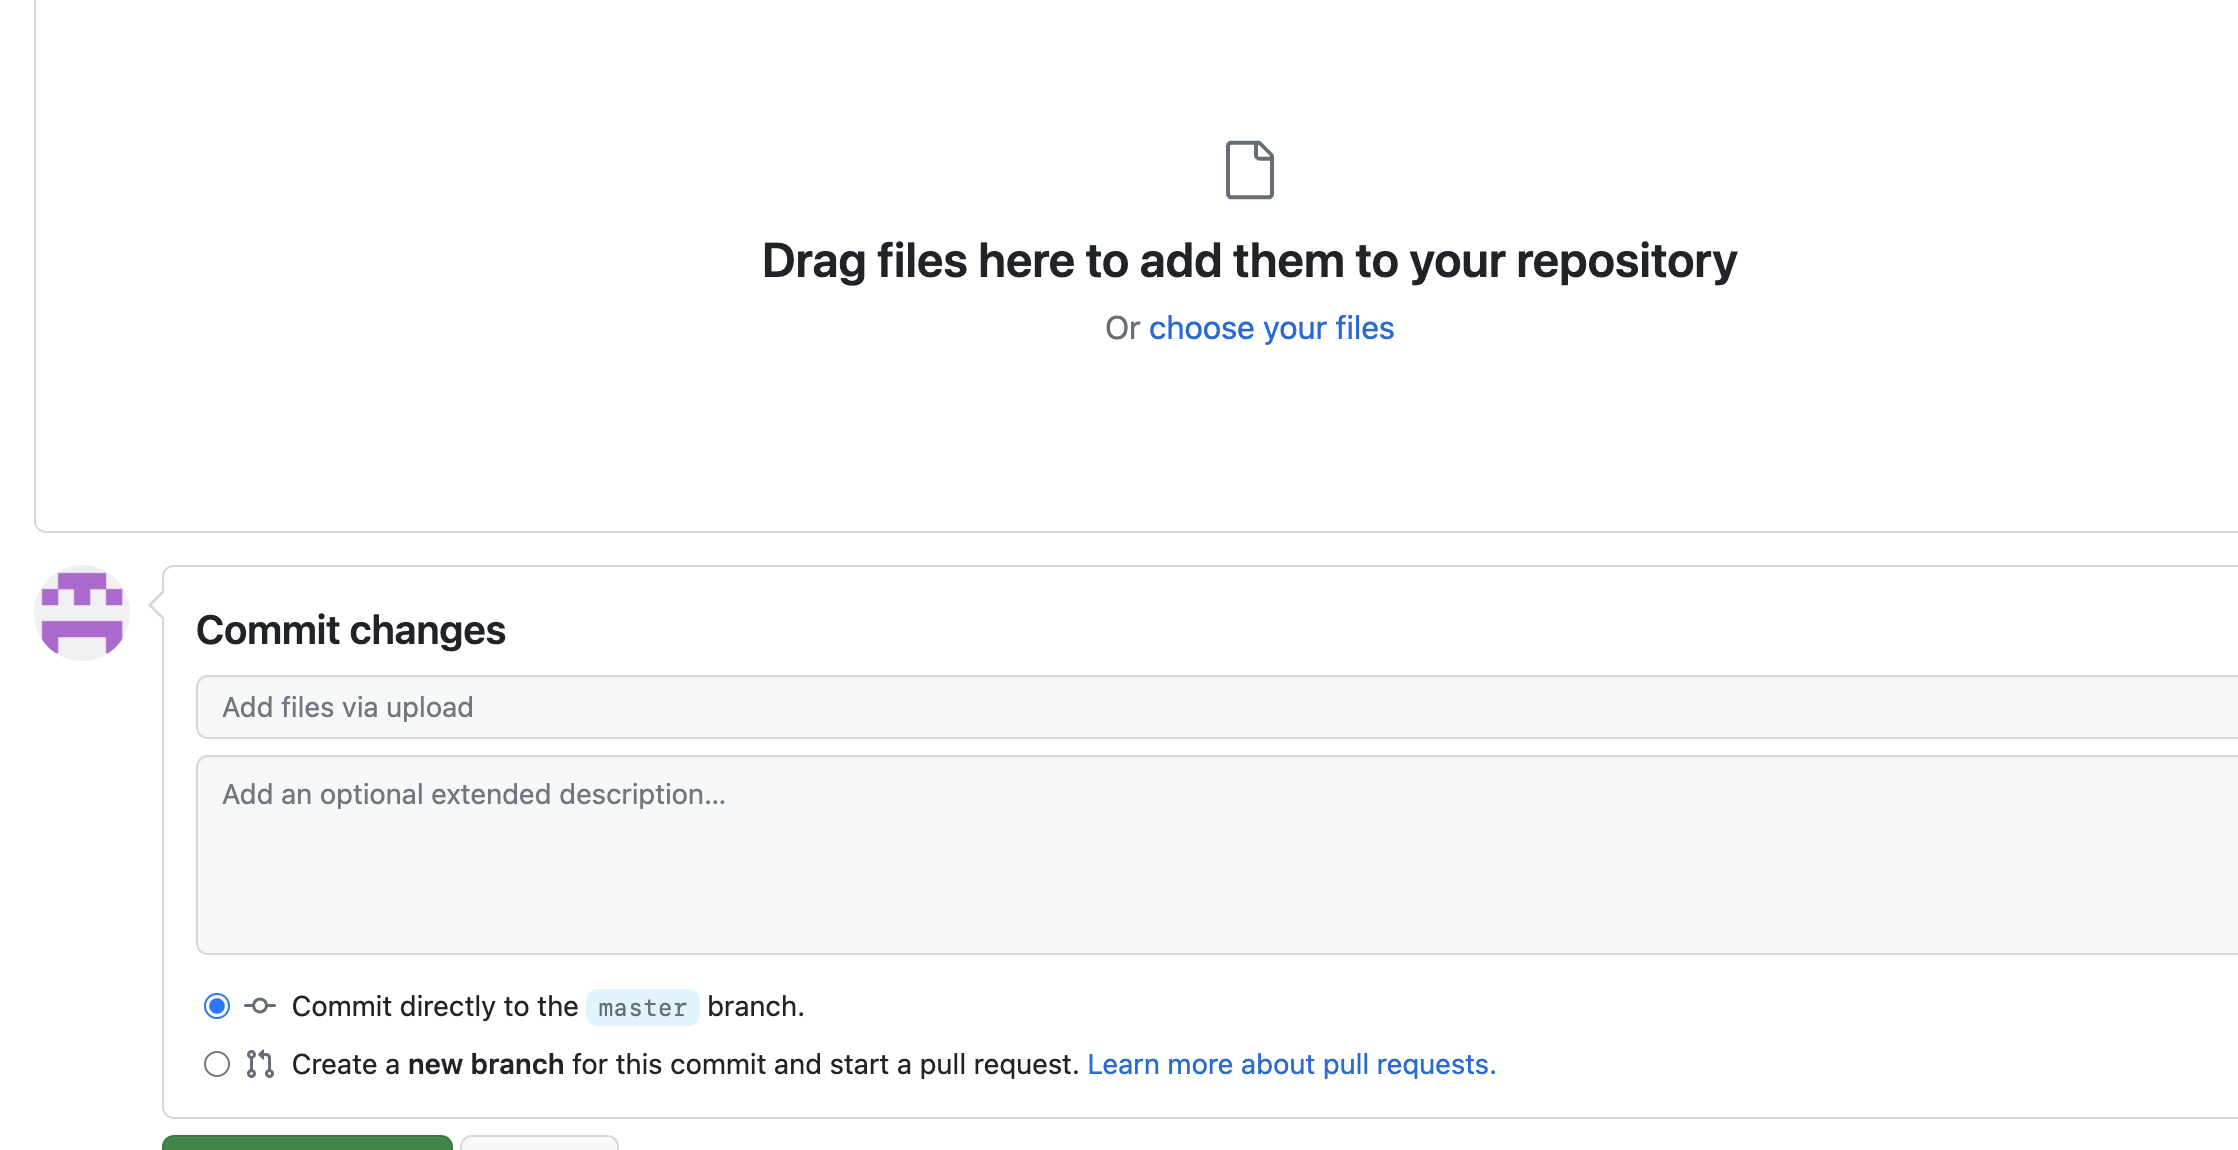 Drag files here to add them to your repository
Or choose your files
Commit changes
Add files via upload
Add an optional extended description...
Commit directly to the master branch.
Create a new branch for this commit and start a pull request. Learn more about pull requests.